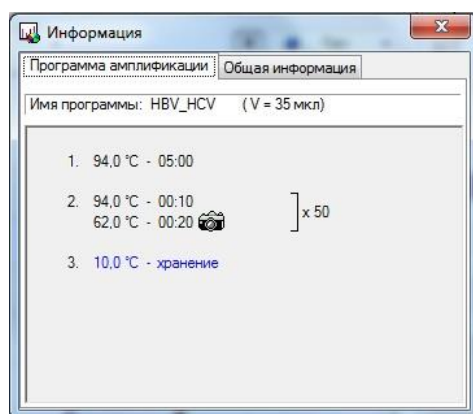 Информация
Программа амплификации Общая информация
Имя программы: HBV_HCV (V = 35 мкл)
1. 94,0 °C - 05:00
2. 94,0 °C - 00:10
62,0 °C - 00:20
x 50
3. 10,0 °C - хранение